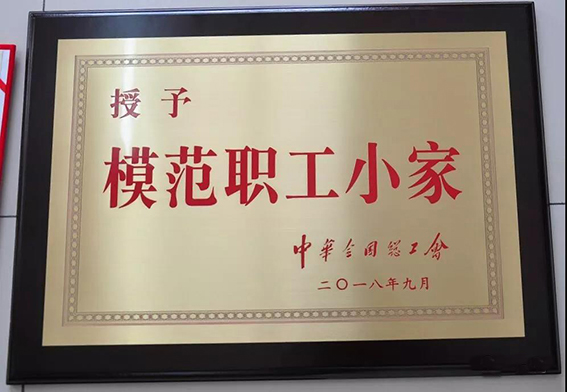 授予
模范职工小家
中华全国总工會
二〇一八年九月